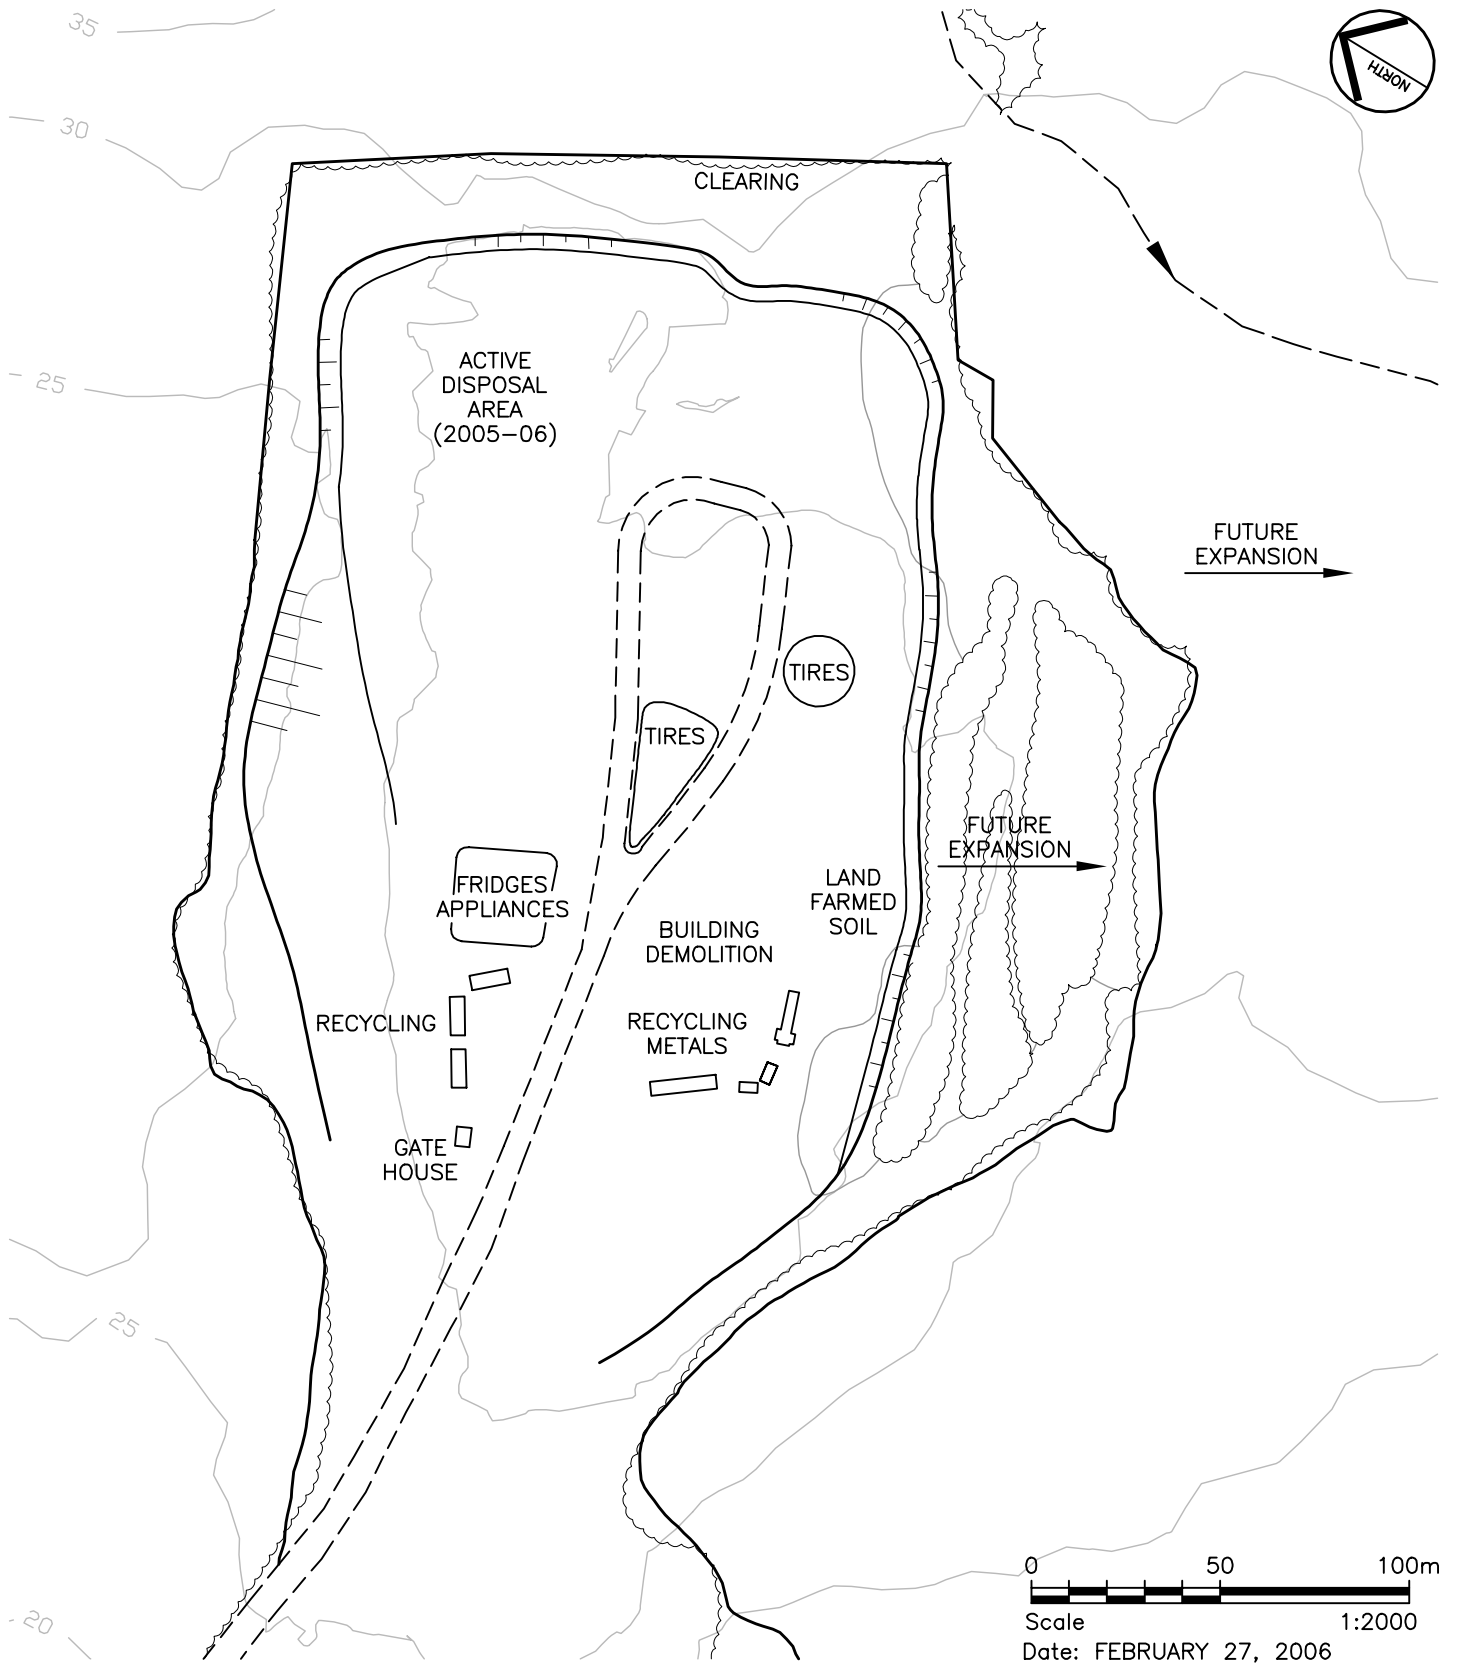 35
NORTH
30
CLEARING
25
ACTIVE
DISPOSAL
AREA
(2005-06)
FUTURE
EXPANSION
TIRES
TIRES
FUTURE
EXPANSION
FRIDGES
APPLIANCES
LAND
FARMED
SOIL
BUILDING
DEMOLITION
RECYCLING
RECYCLING
METALS
GATE
HOUSE
25
20
0 50 100m
Scale 1:2000
Date: FEBRUARY 27, 2006